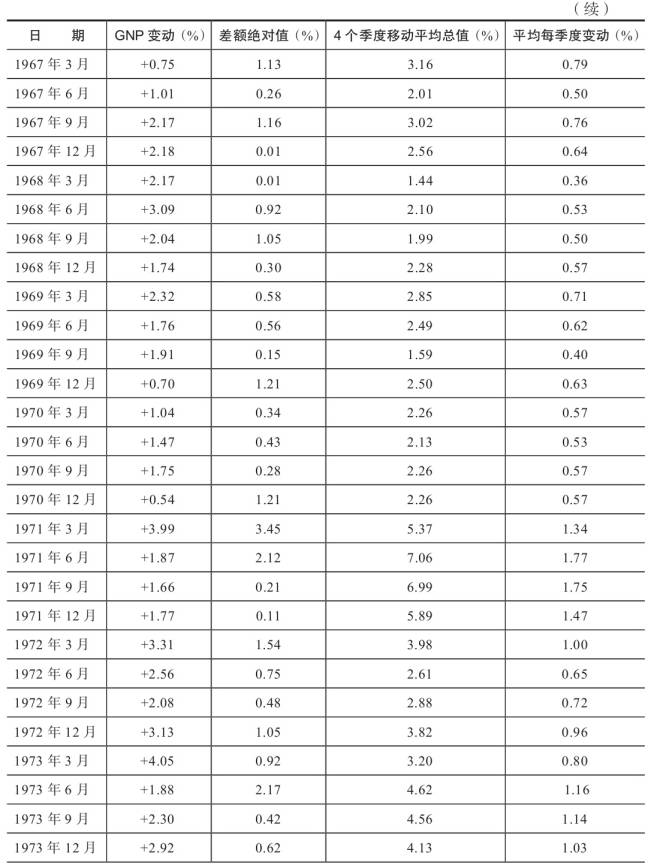 （续）
日 期 GNP 变动（%） 差额绝对值（%） 4 个季度移动平均总值（%） 平均每季度变动（%）
1967 年 3 月 +0.75 1.13 3.16 0.79
1967 年 6 月 +1.01 0.26 2.01 0.50
1967 年 9 月 +2.17 1.16 3.02 0.76
1967 年 12 月 +2.18 0.01 2.56 0.64
1968 年 3 月 +2.17 0.01 1.44 0.36
1968 年 6 月 +3.09 0.92 2.10 0.53
1968 年 9 月 +2.04 1.05 1.99 0.50
1968 年 12 月 +1.74 0.30 2.28 0.57
1969 年 3 月 +2.32 0.58 2.85 0.71
1969 年 6 月 +1.76 0.56 2.49 0.62
1969 年 9 月 +1.91 0.15 1.59 0.40
1969 年 12 月 +0.70 1.21 2.50 0.63
1970 年 3 月 +1.04 0.34 2.26 0.57
1970 年 6 月 +1.47 0.43 2.13 0.53
1970 年 9 月 +1.75 0.28 2.26 0.57
1970 年 12 月 +0.54 1.21 2.26 0.57
1971 年 3 月 +3.99 3.45 5.37 1.34
1971 年 6 月 +1.87 2.12 7.06 1.77
1971 年 9 月 +1.66 0.21 6.99 1.75
1971 年 12 月 +1.77 0.11 5.89 1.47
1972 年 3 月 +3.31 1.54 3.98 1.00
1972 年 6 月 +2.56 0.75 2.61 0.65
1972 年 9 月 +2.08 0.48 2.88 0.72
1972 年 12 月 +3.13 1.05 3.82 0.96
1973 年 3 月 +4.05 0.92 3.20 0.80
1973 年 6 月 +1.88 2.17 4.62 1.16
1973 年 9 月 +2.30 0.42 4.56 1.14
1973 年 12 月 +2.92 0.62 4.13 1.03